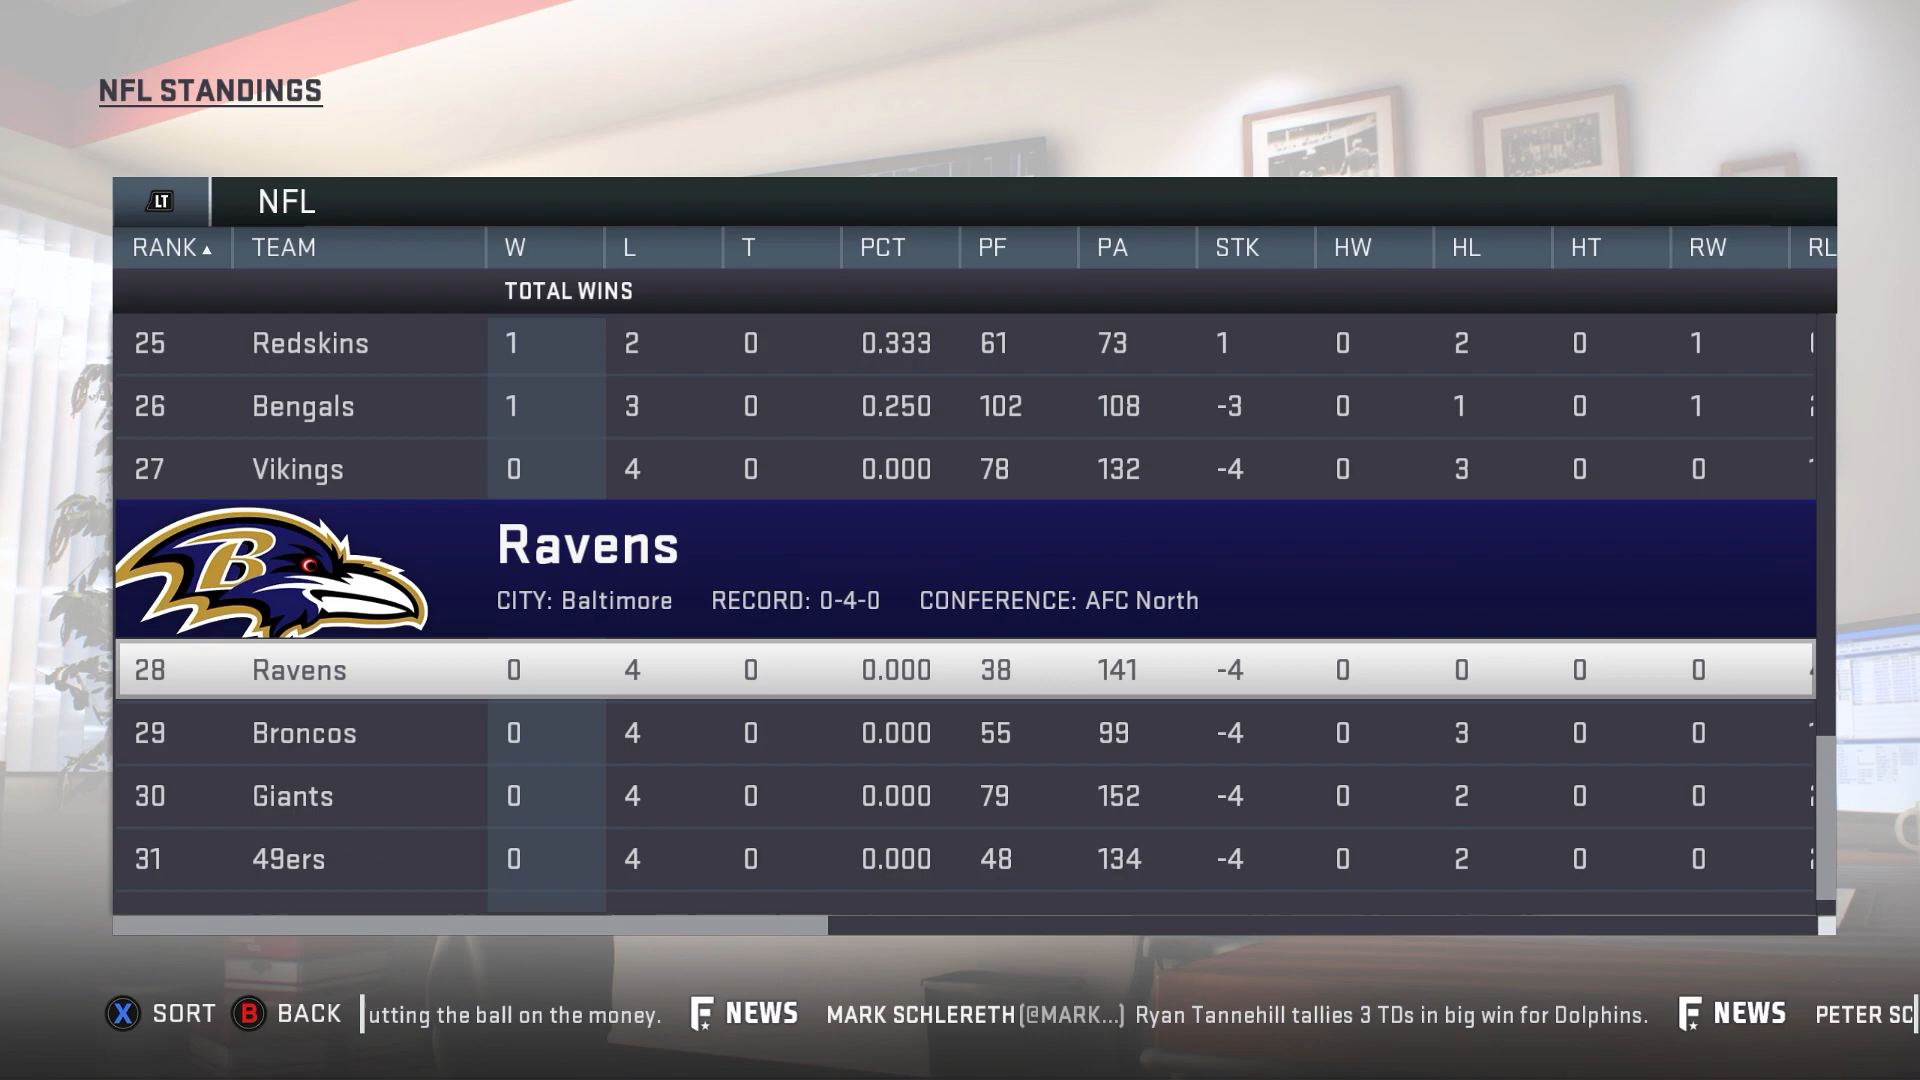 NFL STANDINGS
LT NFL
RANK TEAM W L T PCT PF PA STK HW HL HT RW RL
TOTAL WINS
25 Redskins 1 2 0 0.333 61 73 1 0 2 0 1
26 Bengals 1 3 0 0.250 102 108 -3 0 1 0 1
27 Vikings 0 4 0 0.000 78 132 -4 0 3 0 0
B
Ravens
CITY: Baltimore RECORD: 0-4-0 CONFERENCE: AFC North
28 Ravens 0 4 0 0.000 38 141 -4 0 0 0 0
29 Broncos 0 4 0 0.000 55 99 -4 0 3 0 0
30 Giants 0 4 0 0.000 79 152 -4 0 2 0 0
31 49ers 0 4 0 0.000 48 134 -4 0 2 0 0
X SORT B BACK utting the ball on the money. F NEWS MARK SCHLERETH (@MARK...) Ryan Tannehill tallies 3 TDs in big win for Dolphins. F NEWS PETER SC